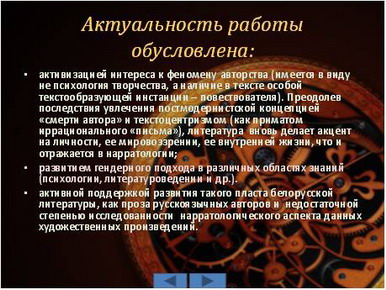 Актуальность работы
обусловлена:
• активизацией интереса к феномену авторства (имеется в виду
не психология творчества, а наличие в тексте особой
текстообразующей инстанции – повествователя). Преодолев
последствия увлечения постмодернистской концепцией
«смерти автора» и текстоцентризмом (как приматом
иррационального «письма»), литература вновь делает акцент
на личности, ее мировоззрении, ее внутренней жизни, что и
отражается в нарратологии;
• развитием гендерного подхода в различных областях знаний
(психологии, литературоведении и др.).
• активной поддержкой развития такого пласта белорусской
литературы, как проза русскоязычных авторов и недостаточной
степенью исследованности нарратологического аспекта данных
художественных произведений.